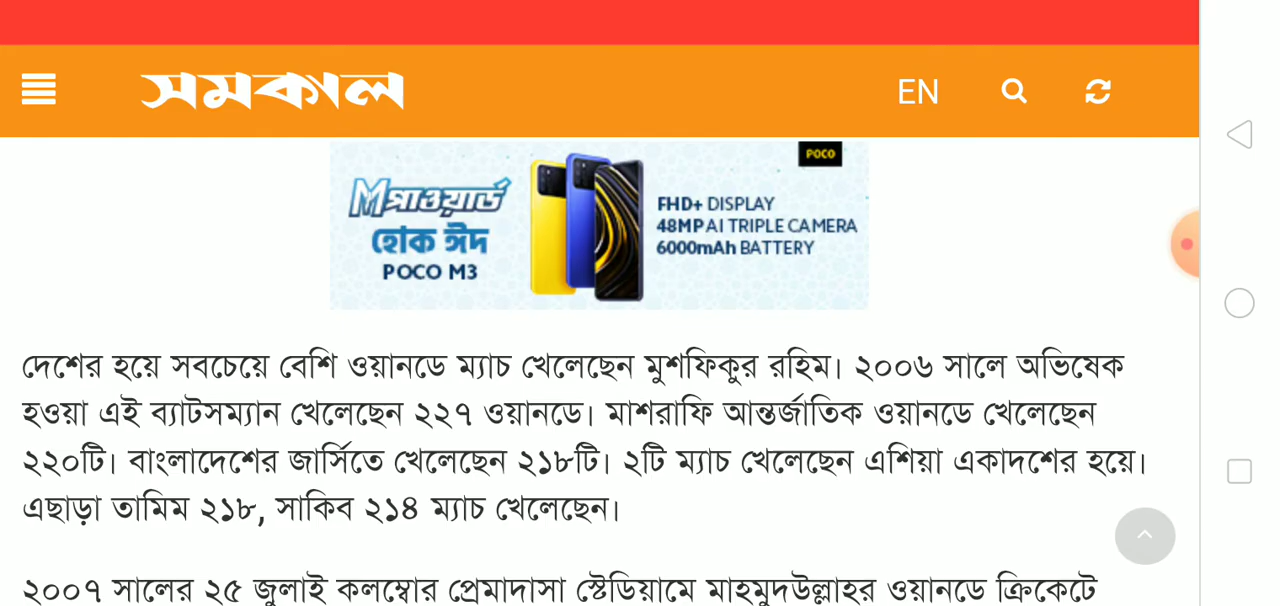 সমকাল
EN
POCO
Mপাওয়ার্ড
হোক ঈদ
POCO M3
FHD+ DISPLAY
48MP AI TRIPLE CAMERA
6000mAh BATTERY
দেশের হয়ে সবচেয়ে বেশি ওয়ানডে ম্যাচ খেলেছেন মুশফিকুর রহিম। ২০০৬ সালে অভিষেক
হওয়া এই ব্যাটসম্যান খেলেছেন ২২৭ ওয়ানডে। মাশরাফি আন্তর্জাতিক ওয়ানডে খেলেছেন
২২০টি। বাংলাদেশের জার্সিতে খেলেছেন ২১৮টি। ২টি ম্যাচ খেলেছেন এশিয়া একাদশের হয়ে।
এছাড়া তামিম ২১৮, সাকিব ২১৪ ম্যাচ খেলেছেন।
২০০৭ সালের ২৫ জুলাই কলম্বোর প্রেমাদাসা স্টেডিয়ামে মাহমুদউল্লাহর ওয়ানডে ক্রিকেটে